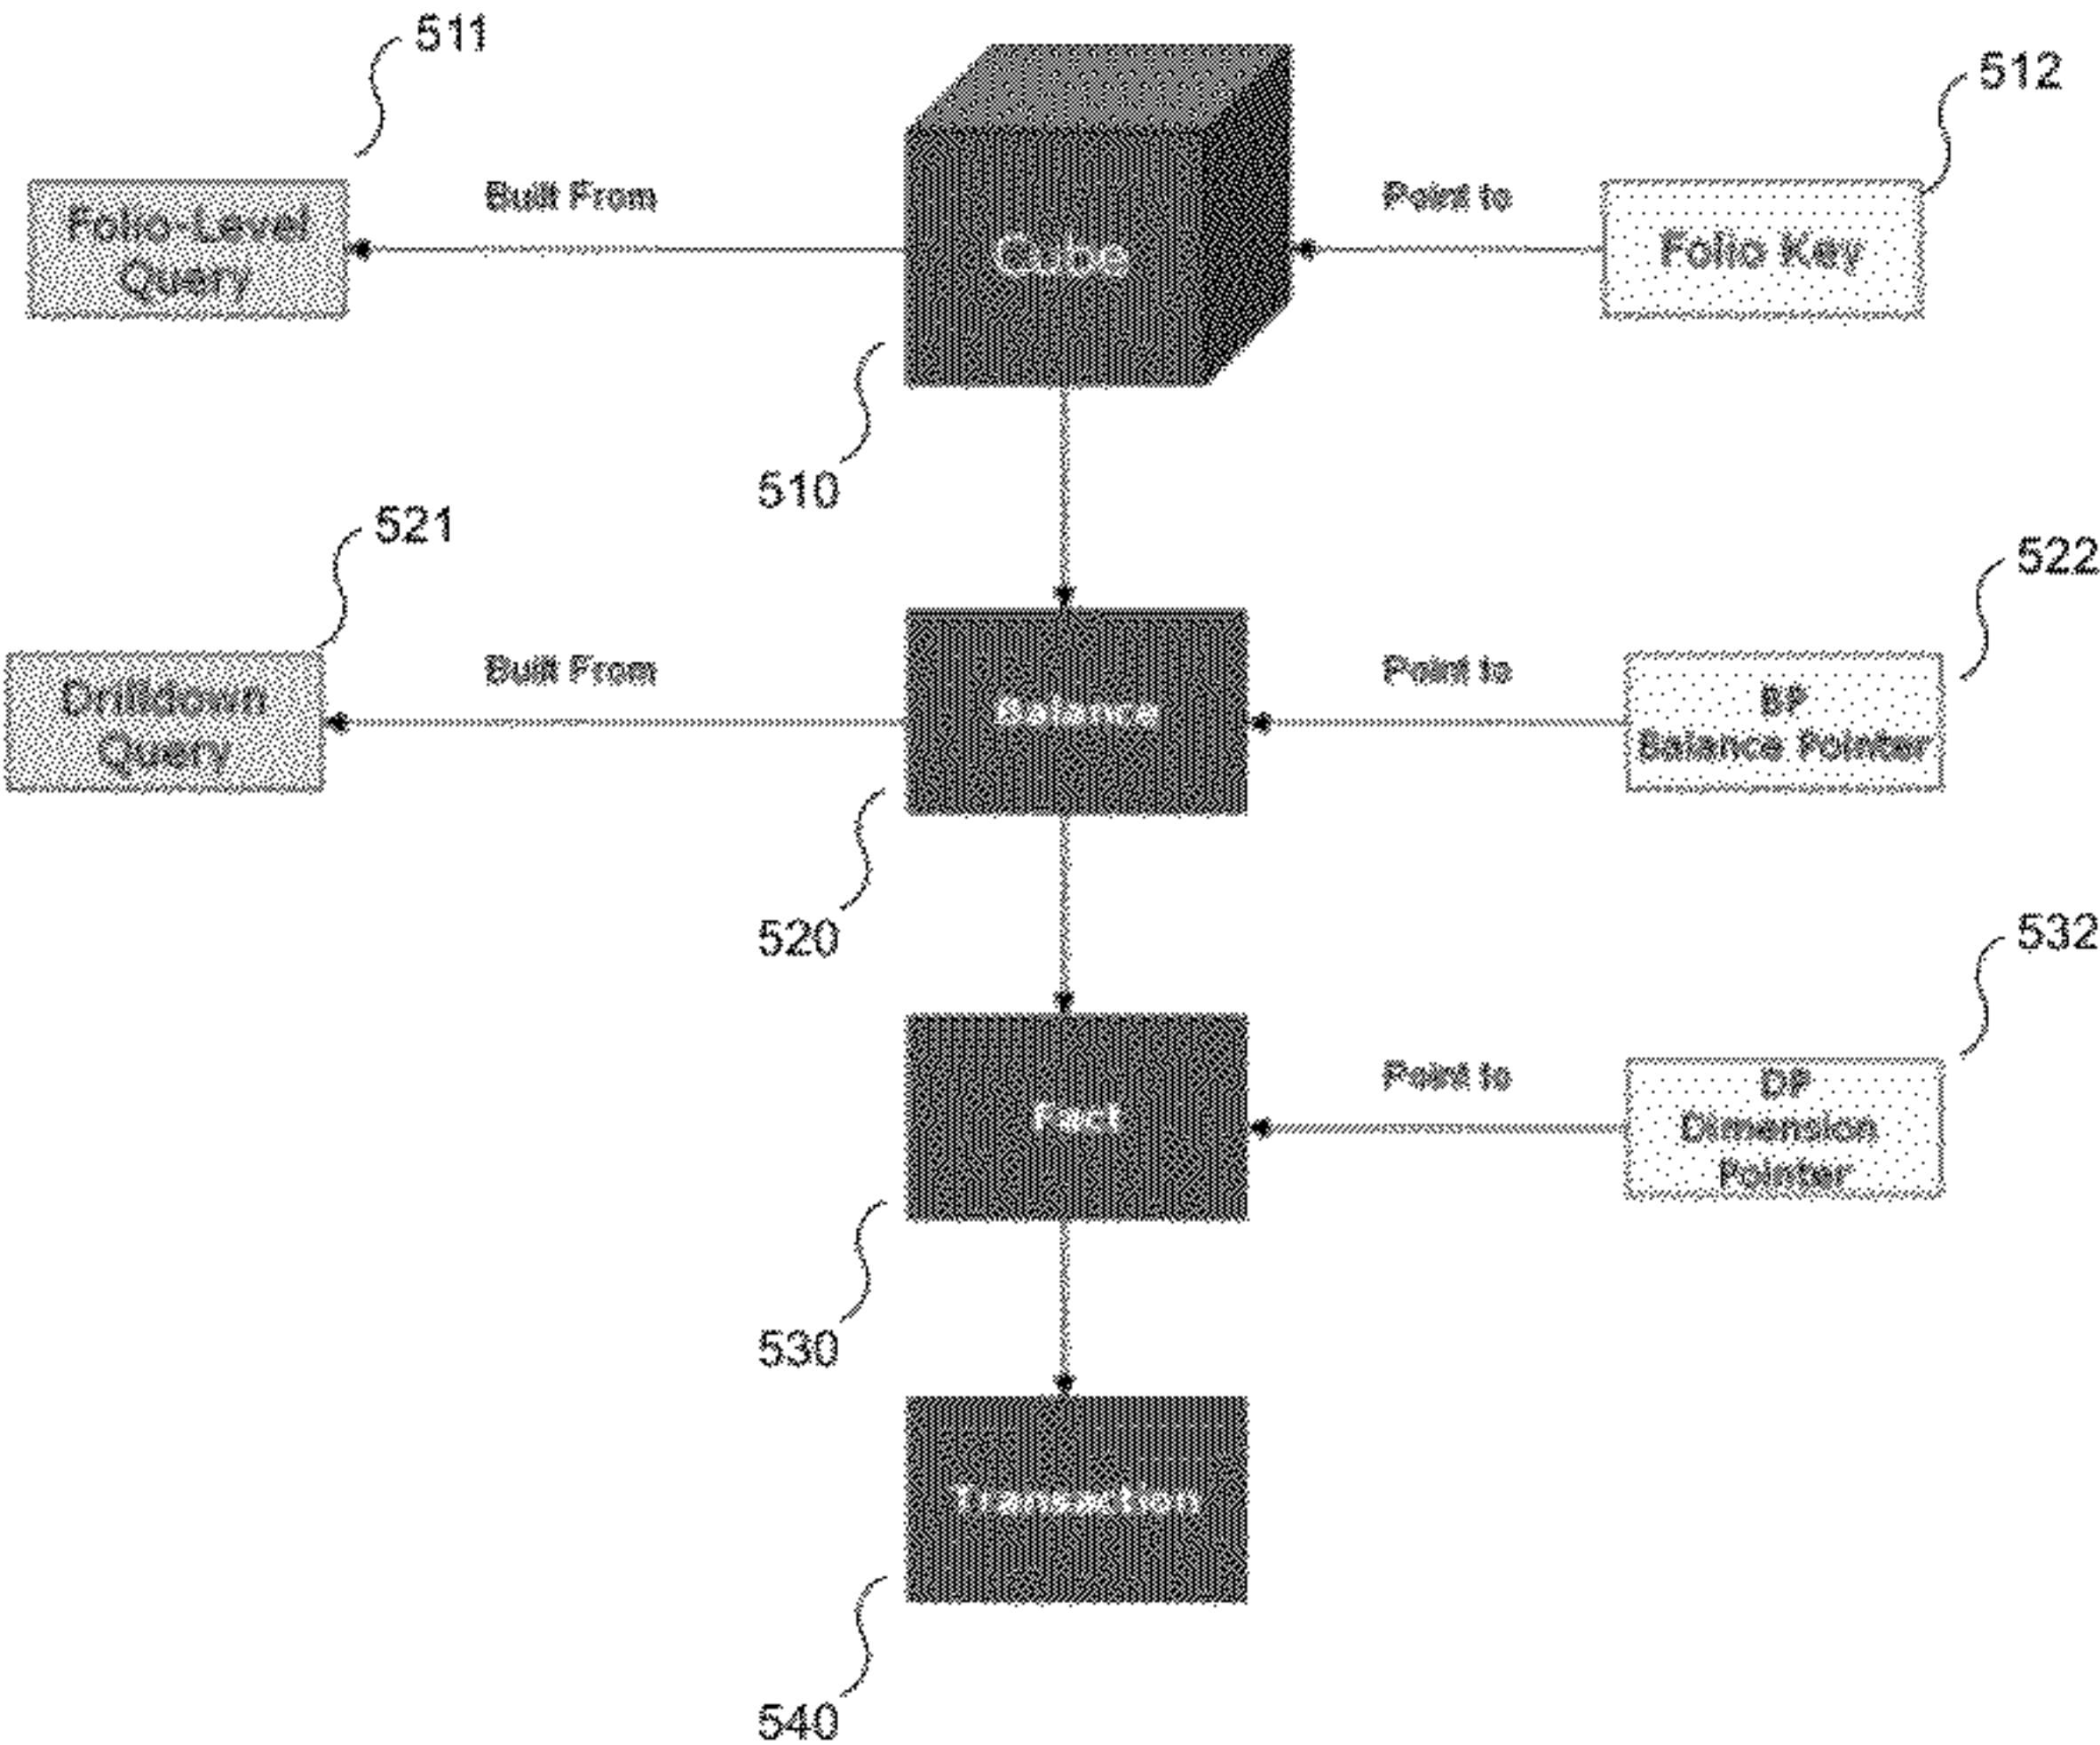 511
512
Built From
Point to
Folio-Level
Query
Cube
Folio Key
510
521
522
Built From
Point to
Drilldown
Query
Balance
BP
Balance Pointer
520
532
Point to
Fact
DP
Dimension
Pointer
530
Transaction
540